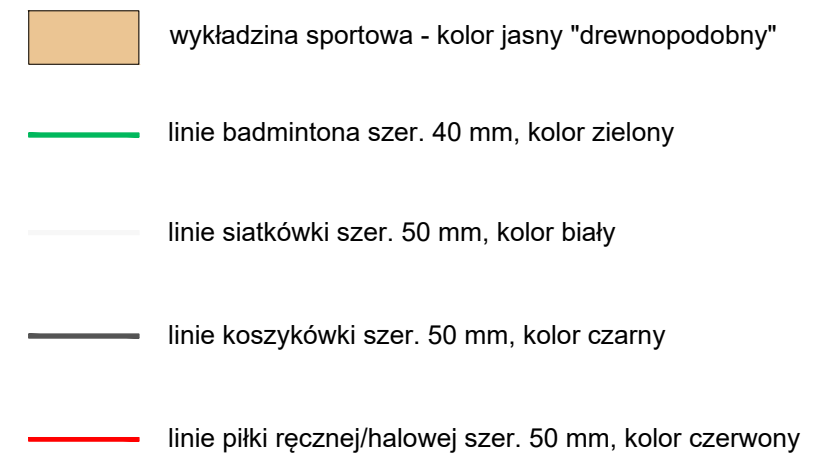 wykładzina sportowa - kolor jasny "drewnopodobny"
linie badmintona szer. 40 mm, kolor zielony
linie siatkówki szer. 50 mm, kolor biały
linie koszykówki szer. 50 mm, kolor czarny
linie piłki ręcznej/halowej szer. 50 mm, kolor czerwony